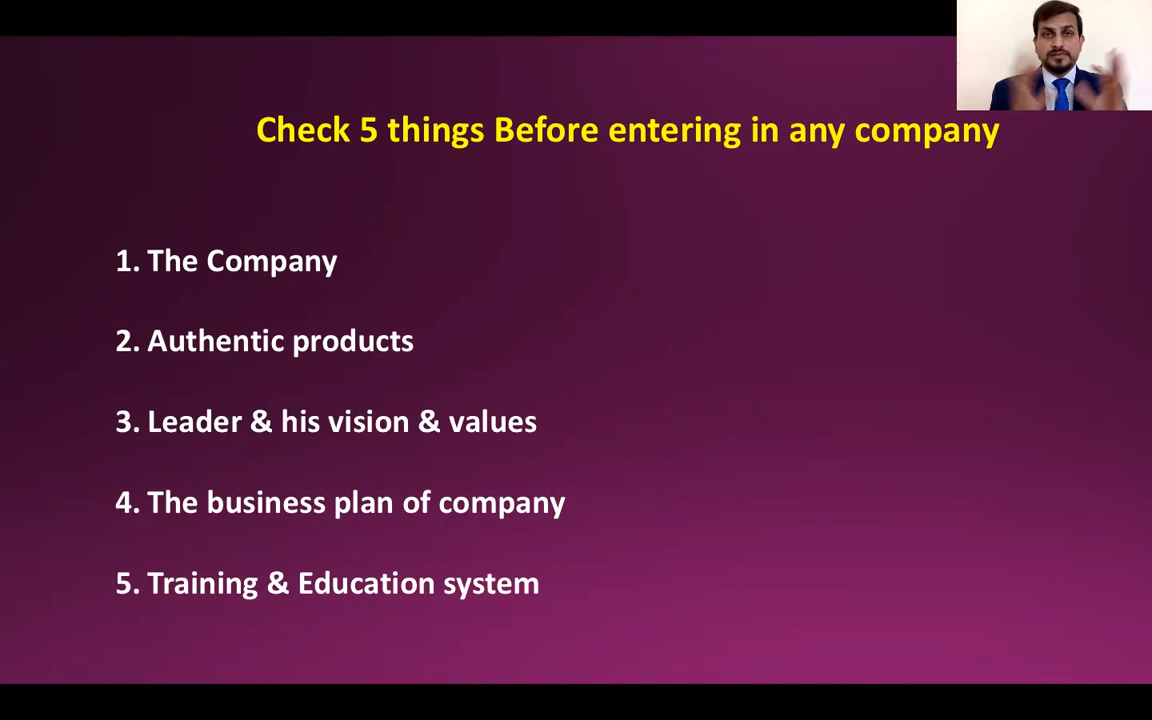 Check 5 things Before entering in any company
1. The Company
2. Authentic products
3. Leader & his vision & values
4. The business plan of company
5. Training & Education system